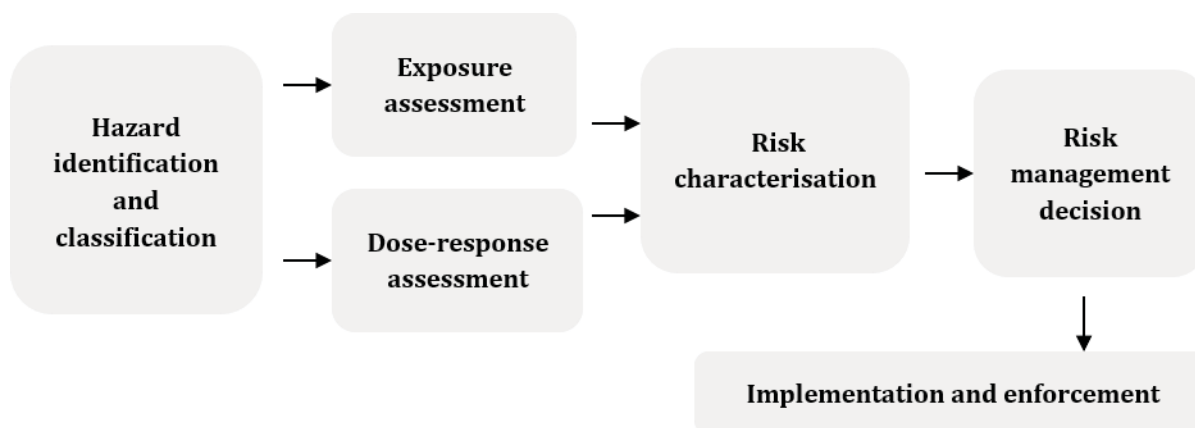 Hazard
identification
and
classification
Exposure
assessment
Dose-response
assessment
Risk
characterisation
Risk
management
decision
Implementation and enforcement